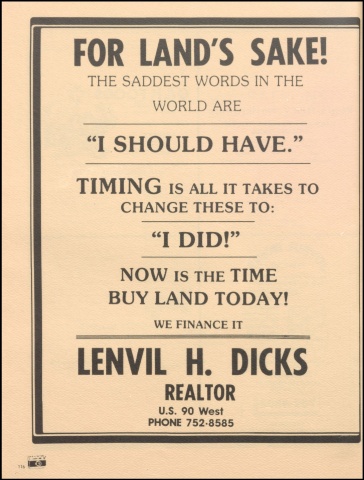 FOR LAND'S SAKE!
THE SADDEST WORDS IN THE
WORLD ARE
“I SHOULD HAVE.”
TIMING IS ALL IT TAKES TO
CHANGE THESE TO:
“I DID!”
NOW IS THE TIME
BUY LAND TODAY!
WE FINANCE IT
LENVIL H. DICKS
REALTOR
U.S. 90 West
PHONE 752-8585
116